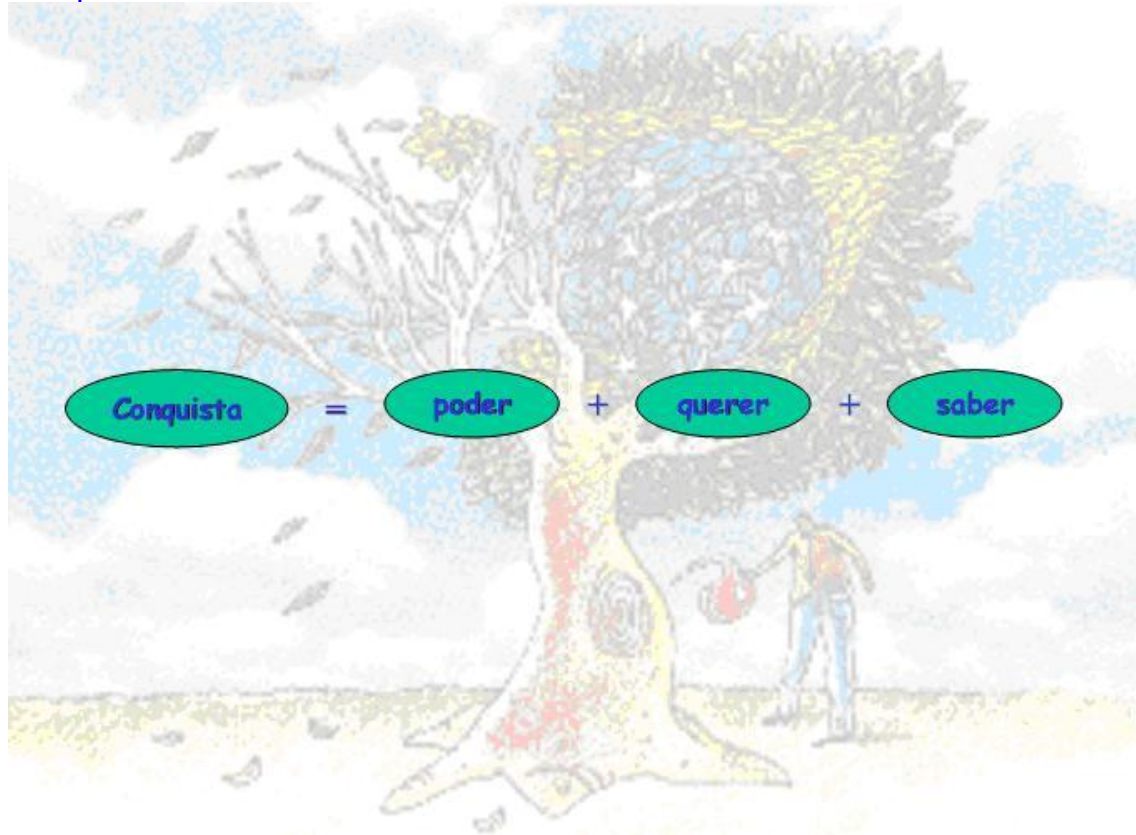 Conquista = poder + querer + saber